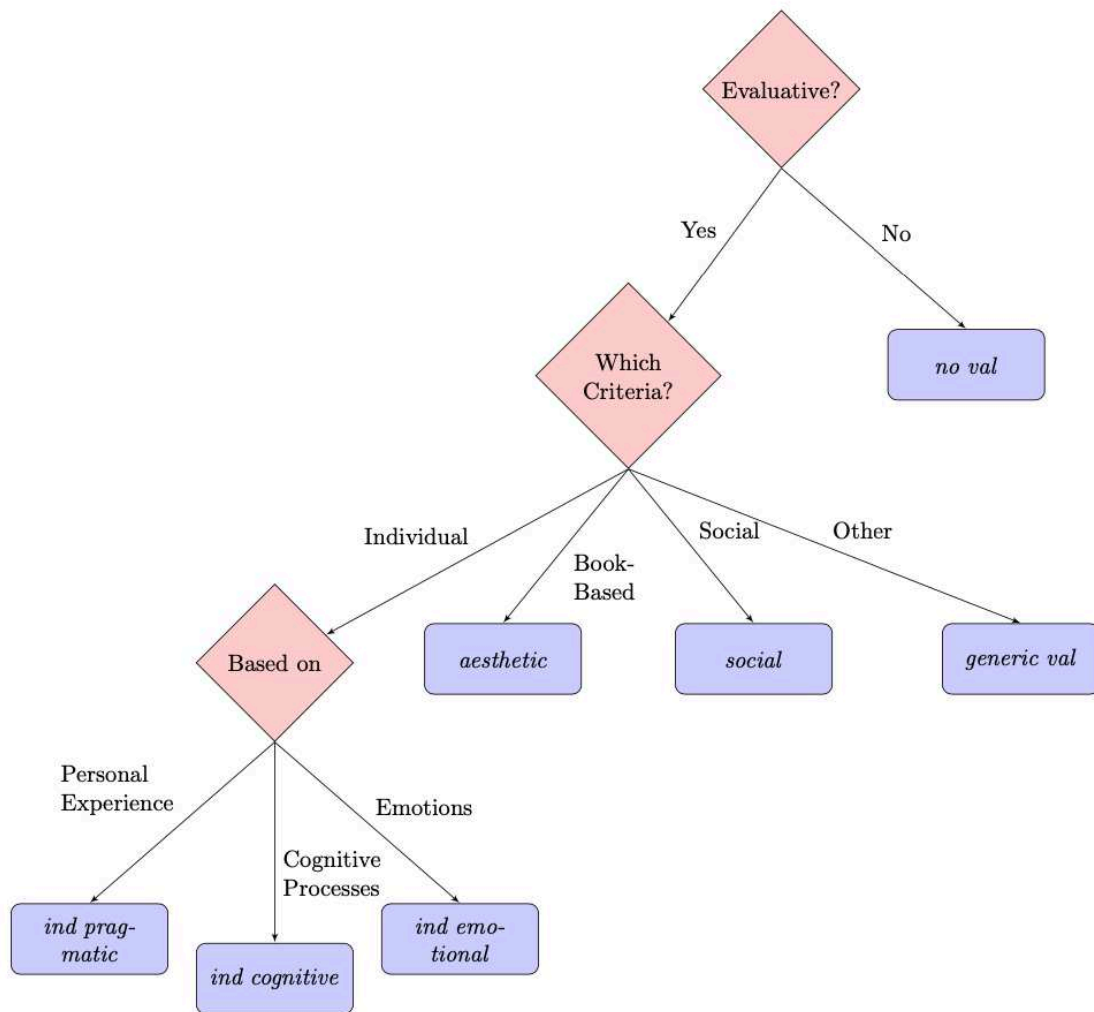 Evaluative?
Yes
No
Which
Criteria?
no val
Individual
Book-
Based
Social
Other
Based on
aesthetic
social
generic val
Personal
Experience
Cognitive
Processes
Emotions
ind prag-
matic
ind cognitive
ind emo-
tional